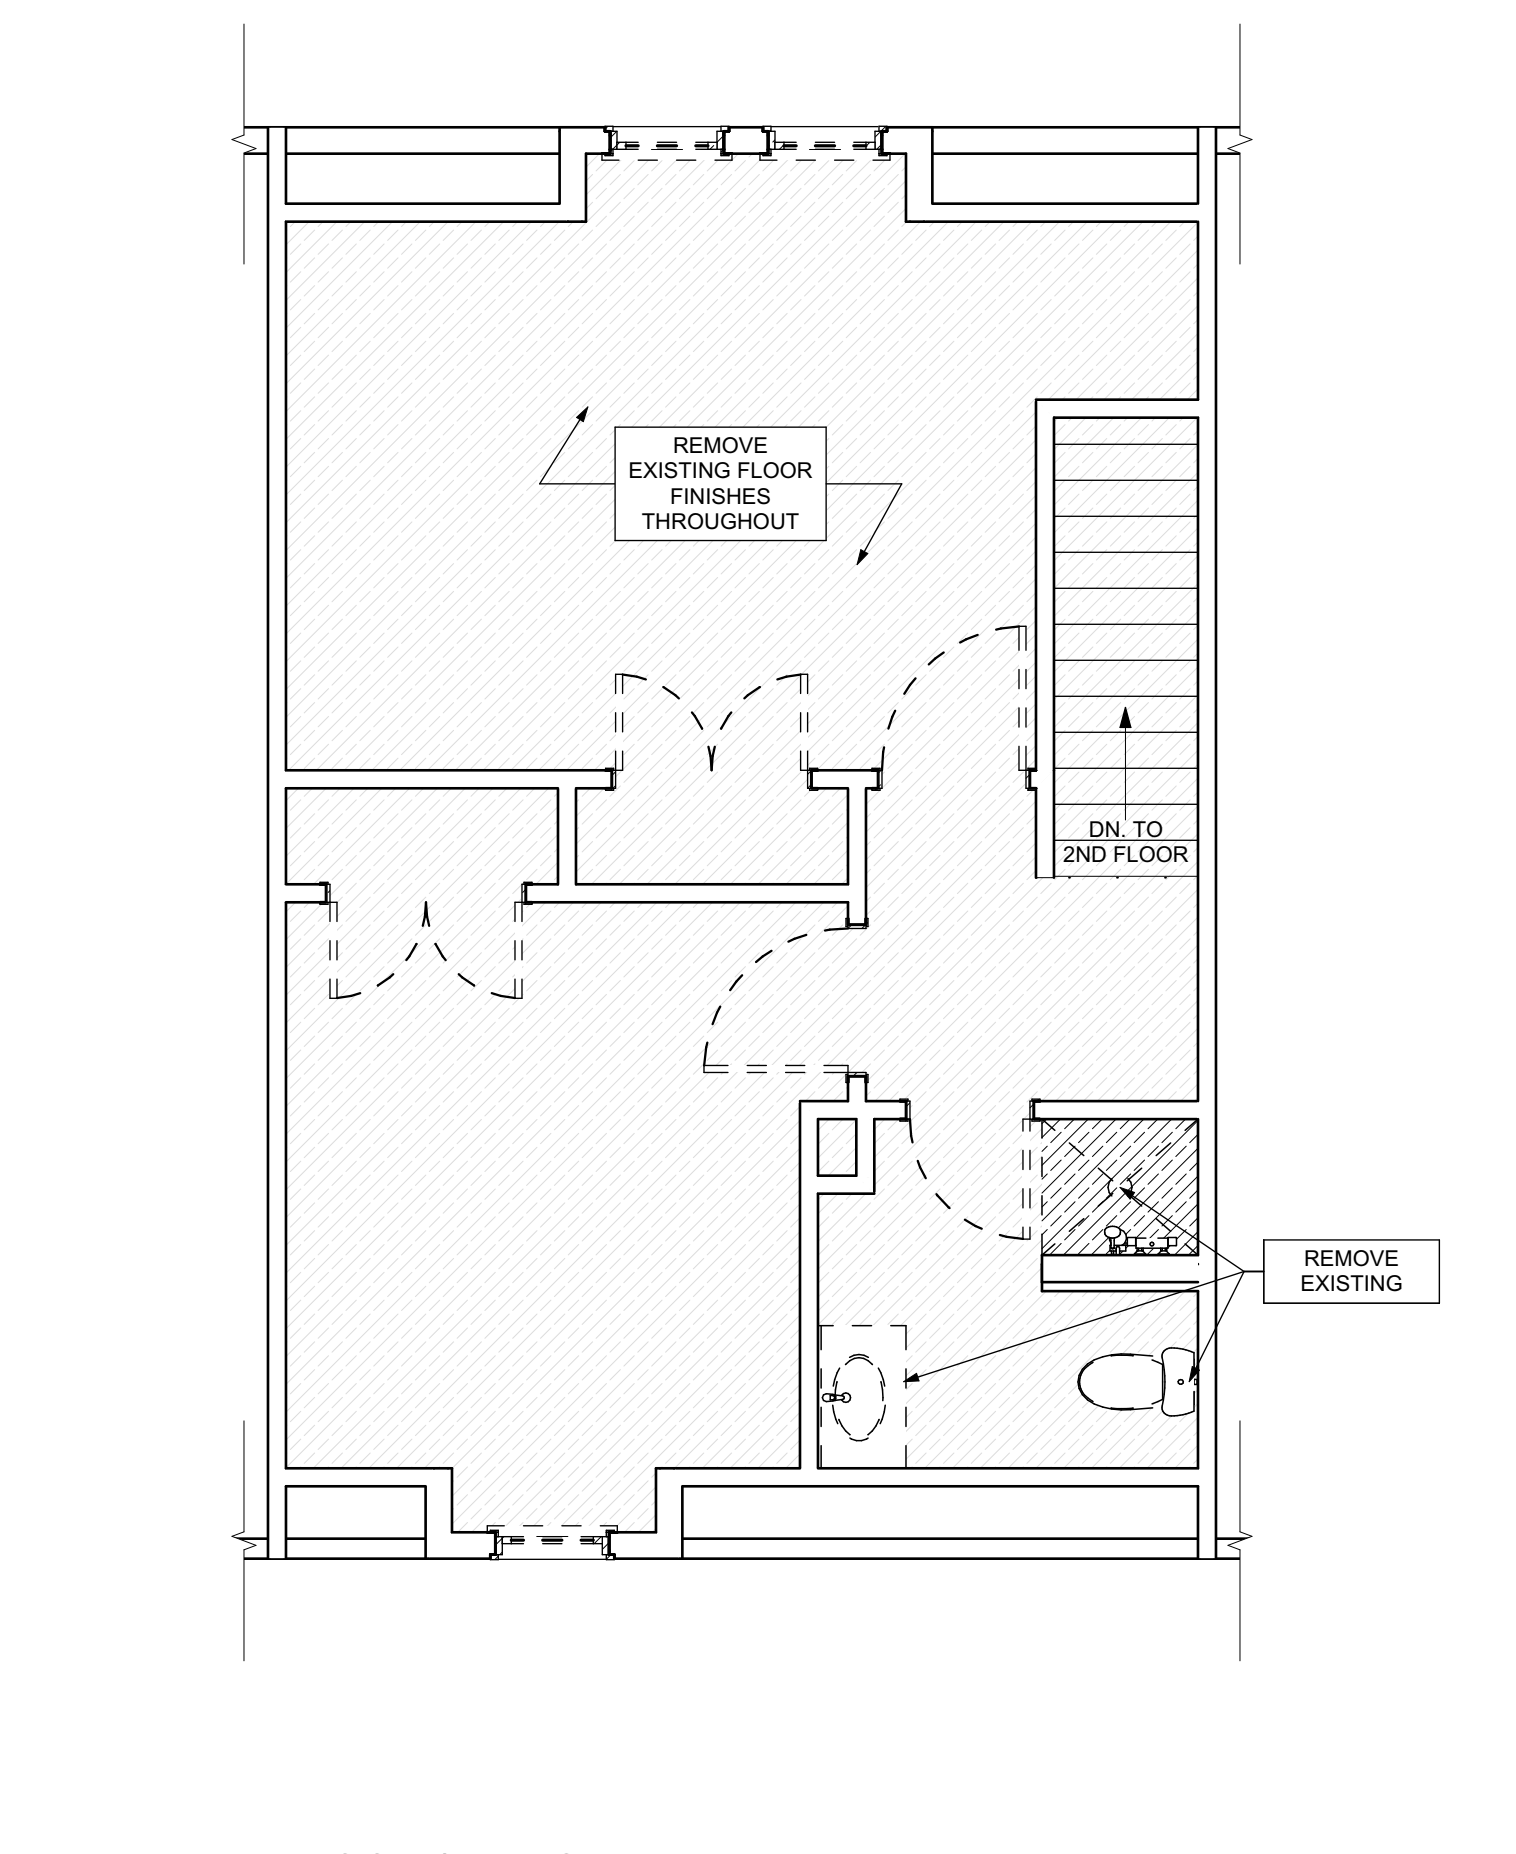 REMOVE
EXISTING FLOOR
FINISHES
THROUGHOUT
DN. TO
2ND FLOOR
REMOVE
EXISTING